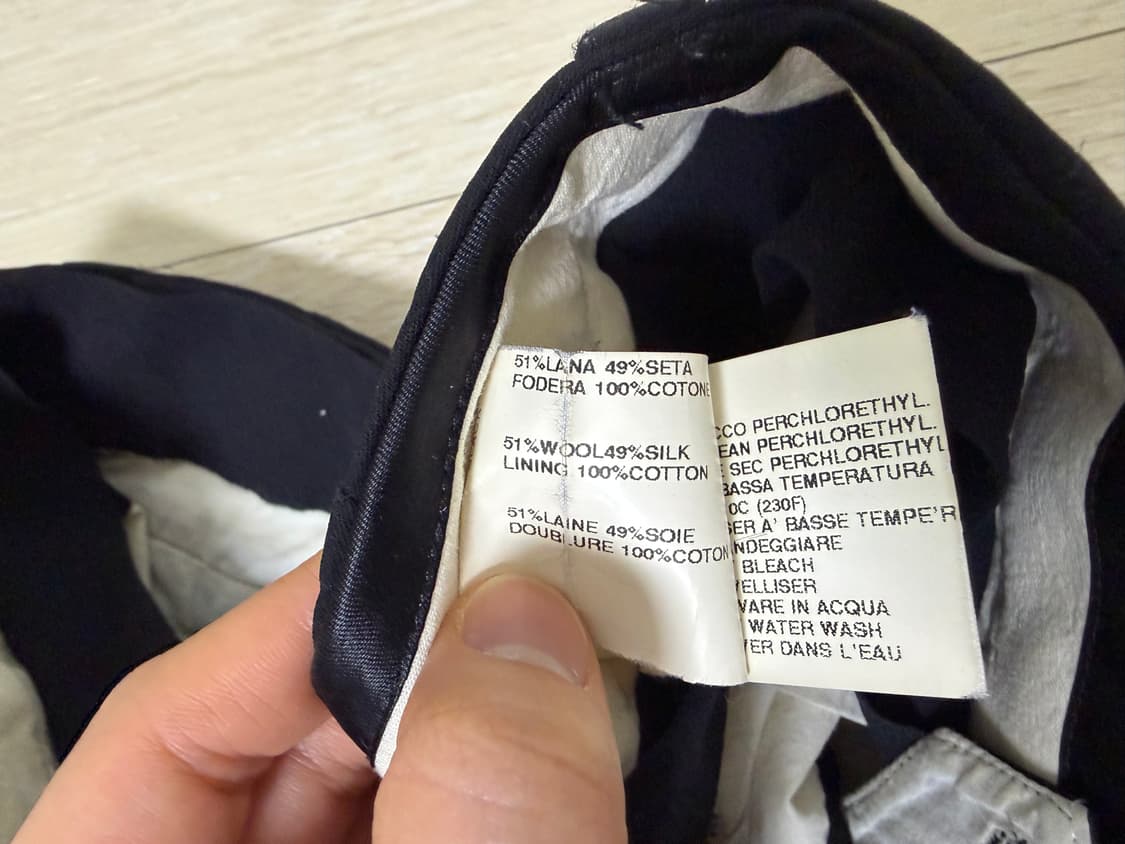 51%LANA 49%SETA
FODERA 100%COTONE
51%WOOL49%SILK
LINING 100%COTTON
51%LAINE 49%SOIE
DOUBLURE 100%COTON
CCO PERCHLORETHYL.
EAN PERCHLORETHYL.
SEC PERCHLORETHYL
BASSA TEMPERATURA
0C (230F)
SER A' BASSE TEMPE'R
NDEGGIARE
BLEACH
VELLISER
VARE IN ACQUA
WATER WASH
VER DANS L'EAU